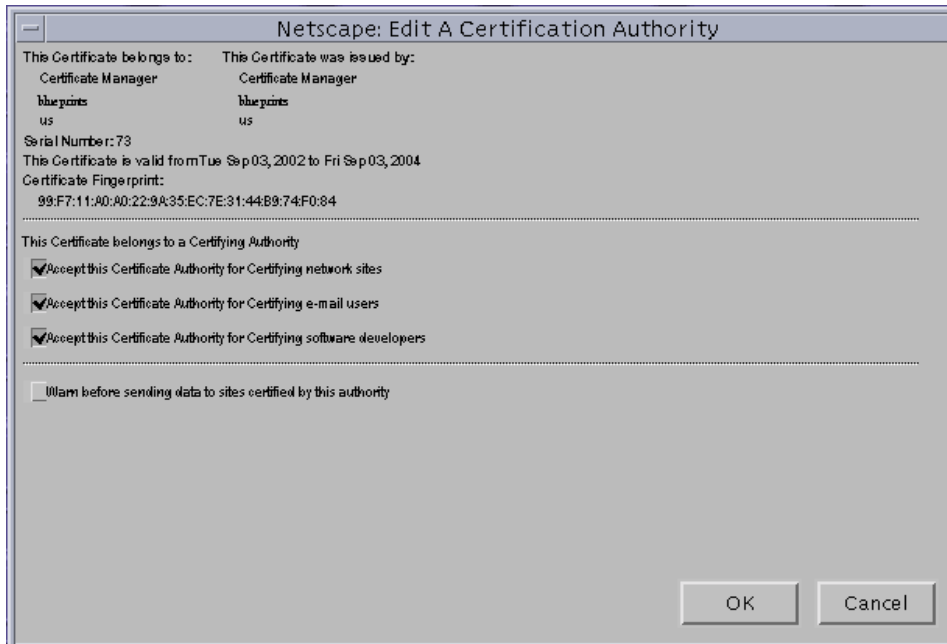 Netscape: Edit A Certification Authority
This Certificate belongs to: This Certificate was issued by:
Certificate Manager Certificate Manager
blueprints blueprints
us us
Serial Number: 73
This Certificate is valid from Tue Sep 03, 2002 to Fri Sep 03, 2004
Certificate Fingerprint:
99:F7:11:A0:A0:22:9A:35:EC:7E:31:44:B9:74:F0:84
This Certificate belongs to a Certifying Authority
Accept this Certificate Authority for Certifying network sites
Accept this Certificate Authority for Certifying e-mail users
Accept this Certificate Authority for Certifying software developers
Warn before sending data to sites certified by this authority
OK Cancel